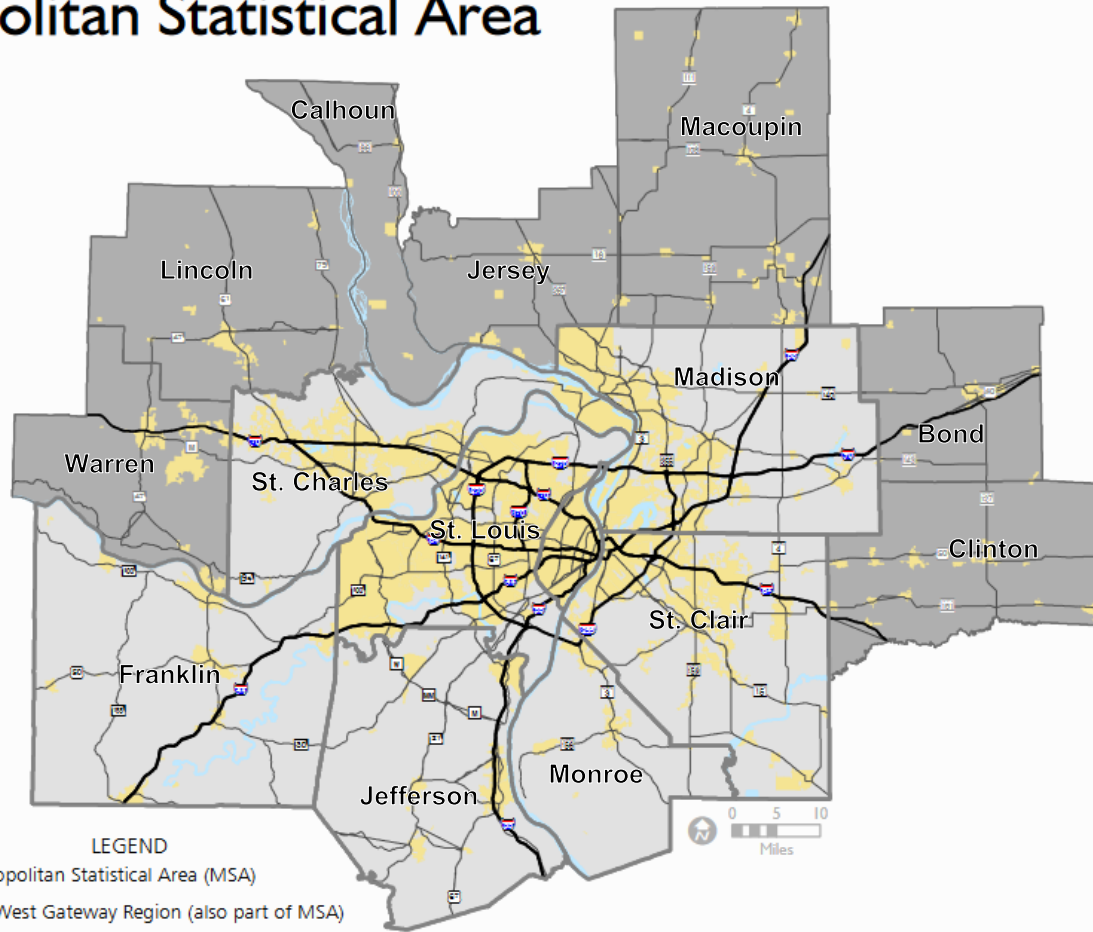 olitan Statistical Area
Calhoun
Macoupin
Lincoln
Jersey
Madison
Bond
Warren
St. Charles
St. Louis
Clinton
St. Clair
Franklin
Monroe
Jefferson
0 5 10
Miles
N
LEGEND
opolitan Statistical Area (MSA)
West Gateway Region (also part of MSA)